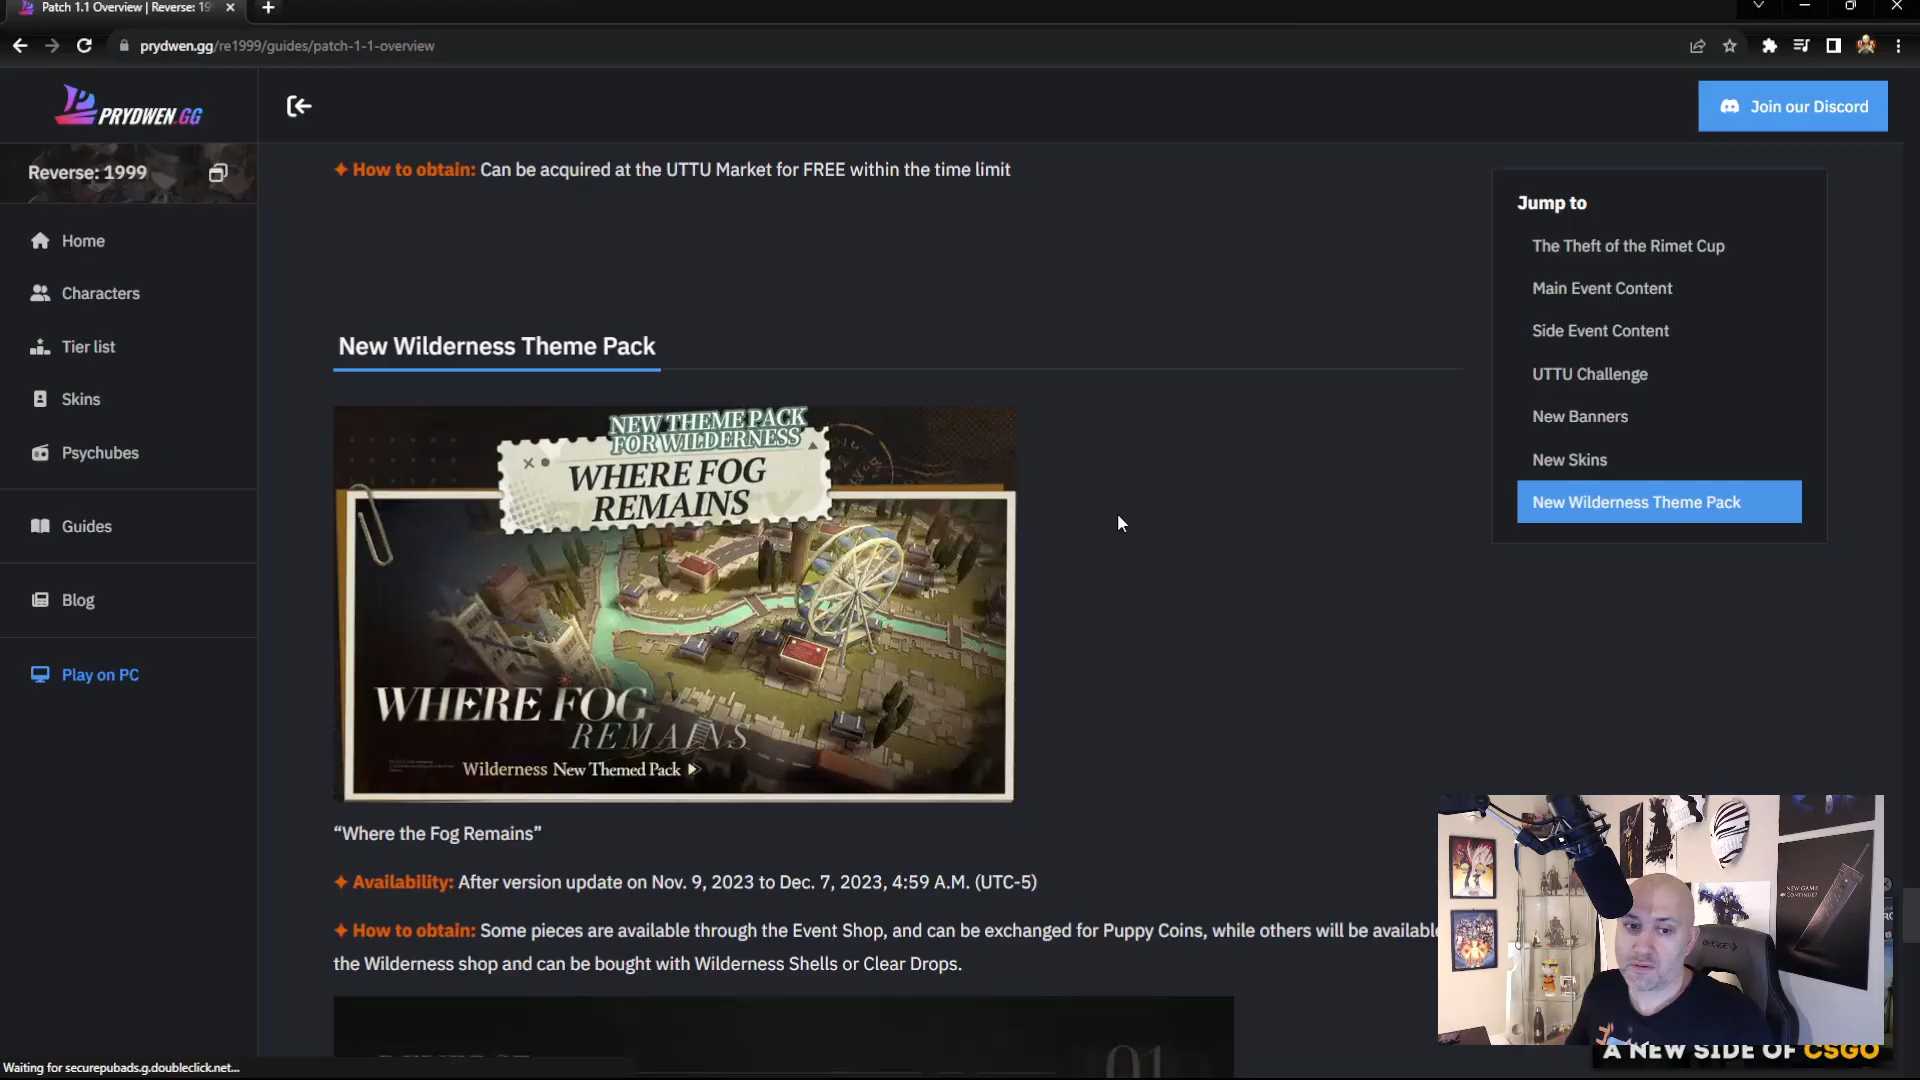 Patch 1.1 Overview | Reverse: 19
prydwen.gg/re1999/guides/patch-1-1-overview
PRYDWEN.GG
Join our Discord
Reverse: 1999
Home
Characters
Tier list
Skins
Psychubes
Guides
Blog
Play on PC
How to obtain: Can be acquired at the UTTU Market for FREE within the time limit
New Wilderness Theme Pack
NEW THEME PACK
FOR WILDERNESS
WHERE FOG
REMAINS
WHERE FOG
REMAINS
Wilderness New Themed Pack
“Where the Fog Remains”
Availability: After version update on Nov. 9, 2023 to Dec. 7, 2023, 4:59 A.M. (UTC-5)
How to obtain: Some pieces are available through the Event Shop, and can be exchanged for Puppy Coins, while others will be available
the Wilderness shop and can be bought with Wilderness Shells or Clear Drops.
Jump to
The Theft of the Rimet Cup
Main Event Content
Side Event Content
UTTU Challenge
New Banners
New Skins
New Wilderness Theme Pack
NEW GAME
CONTINUE?
A NEW SIDE OF CSGO
Waiting for securepubads.g.doubleclick.net...